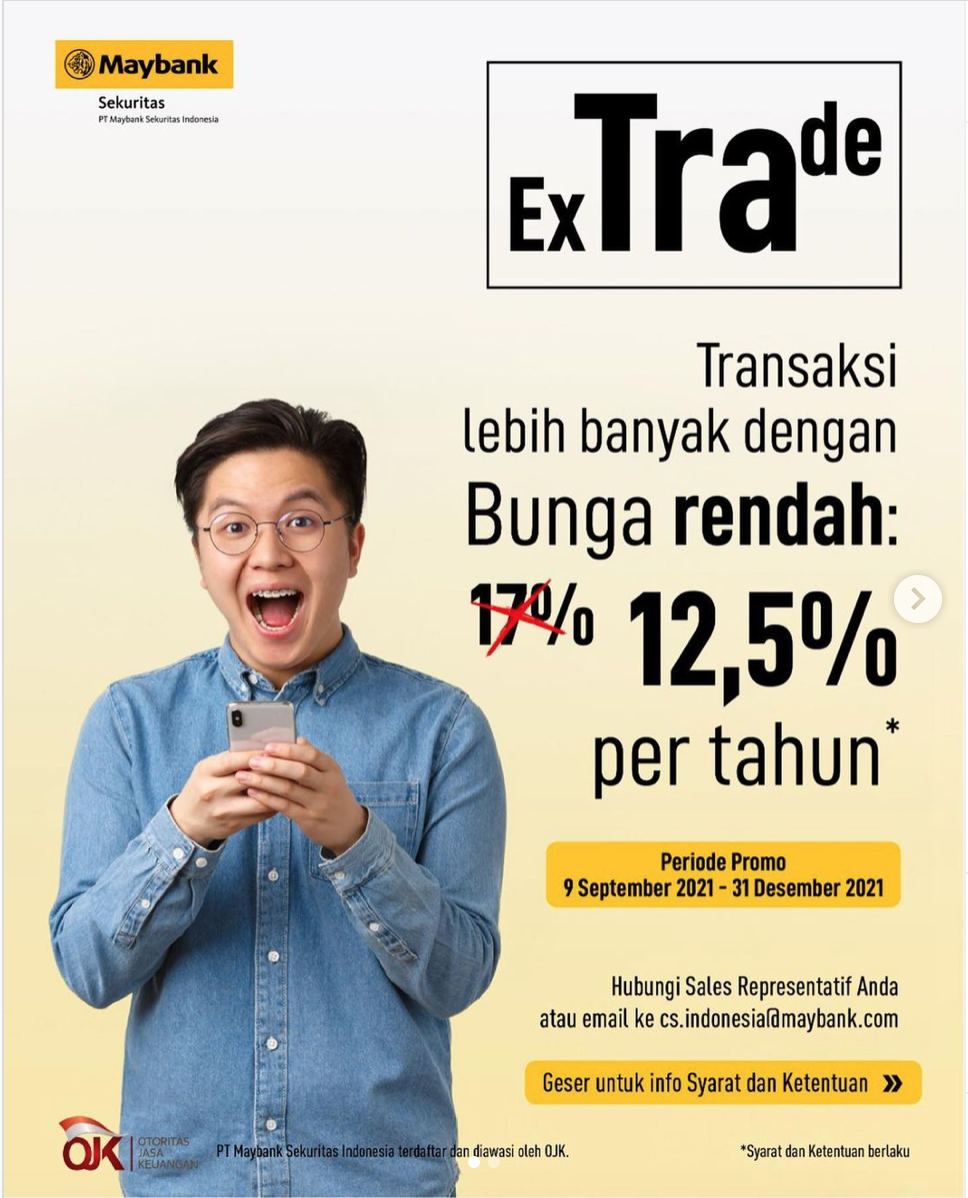 Maybank
Sekuritas
PT Maybank Sekuritas Indonesia
ExTrade
Transaksi
lebih banyak dengan
Bunga rendah:
17% 12,5%
per tahun*
Periode Promo
9 September 2021 - 31 Desember 2021
Hubungi Sales Representatif Anda
atau email ke cs.indonesia@maybank.com
Geser untuk info Syarat dan Ketentuan »
OJK
OTORITAS
JASA
KEUANGAN
PT Maybank Sekuritas Indonesia terdaftar dan diawasi oleh OJK.
*Syarat dan Ketentuan berlaku